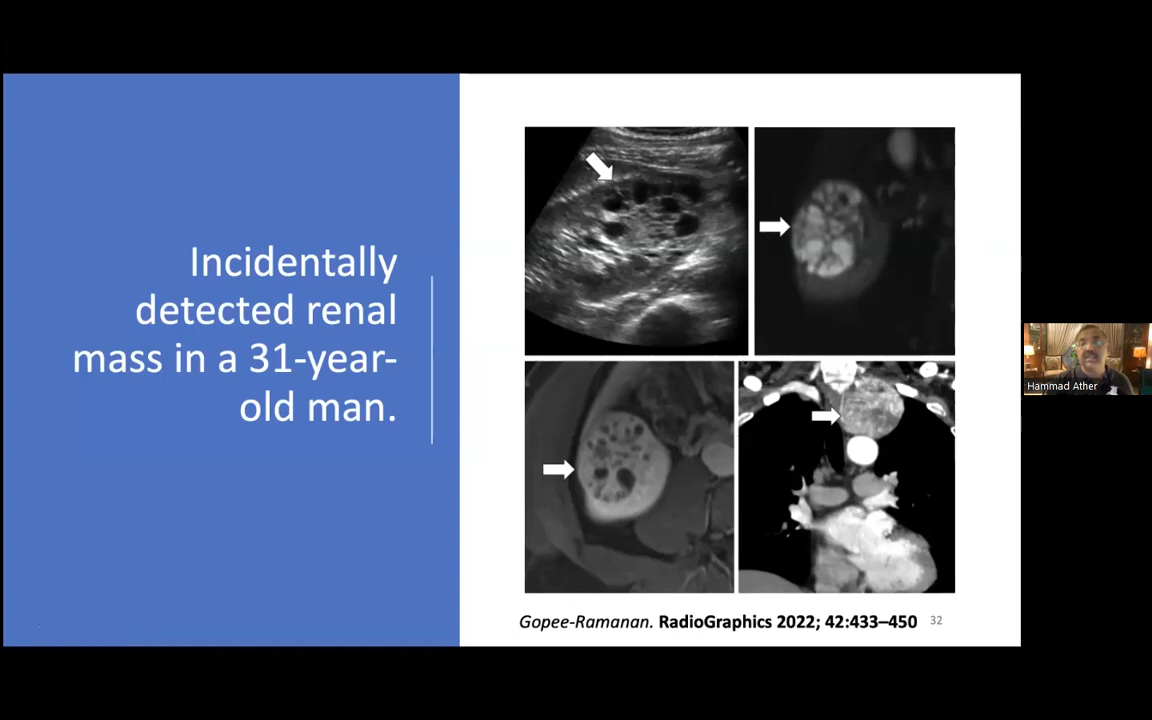 Incidentally
detected renal
mass in a 31-year-
old man.
Gopee-Ramanan. RadioGraphics 2022; 42:433–450
32
Hammad Ather